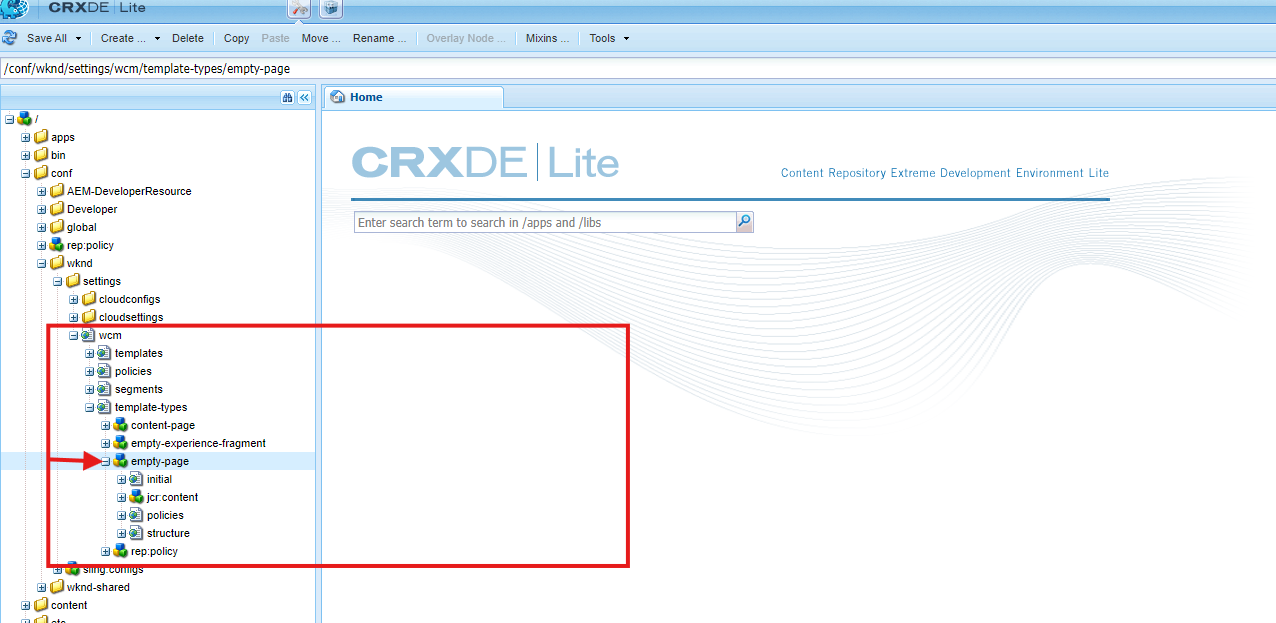 CRXDE | Lite
Save All Create ... Delete Copy Paste Move ... Rename ... Overlay Node ... Mixins ... Tools
/conf/wknd/settings/wcm/template-types/empty-page
Home
/
apps
bin
conf
AEM-DeveloperResource
Developer
global
rep:policy
wknd
settings
cloudconfigs
cloudsettings
wcm
templates
policies
segments
template-types
content-page
empty-experience-fragment
empty-page
initial
jcr:content
policies
structure
rep:policy
sling:configs
wknd-shared
content
etc
CRXDE | Lite
Content Repository Extreme Development Environment Lite
Enter search term to search in /apps and /libs